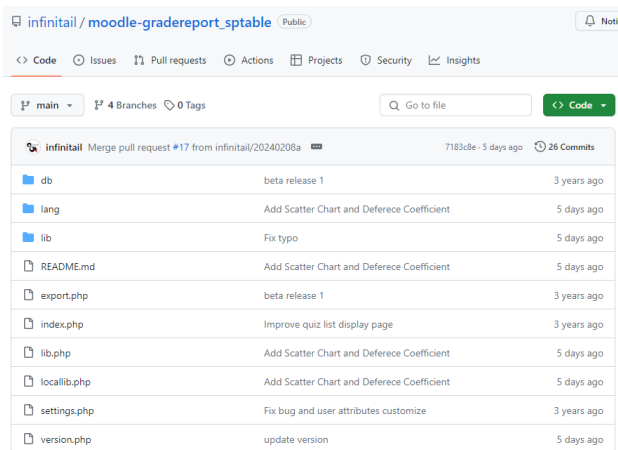 infinitail / moodle-gradereport_sptable Public
Code Issues Pull requests Actions Projects Security Insights
main 4 Branches 0 Tags Go to file Code
infinitail Merge pull request #17 from infinitail/20240208a 7183c8e · 5 days ago 26 Commits
db beta release 1 3 years ago
lang Add Scatter Chart and Deferece Coefficient 5 days ago
lib Fix typo 5 days ago
README.md Add Scatter Chart and Deferece Coefficient 5 days ago
export.php beta release 1 3 years ago
index.php Improve quiz list display page 3 years ago
lib.php Add Scatter Chart and Deferece Coefficient 5 days ago
locallib.php Add Scatter Chart and Deferece Coefficient 5 days ago
settings.php Fix bug and user attributes customize 3 years ago
version.php update version 5 days ago